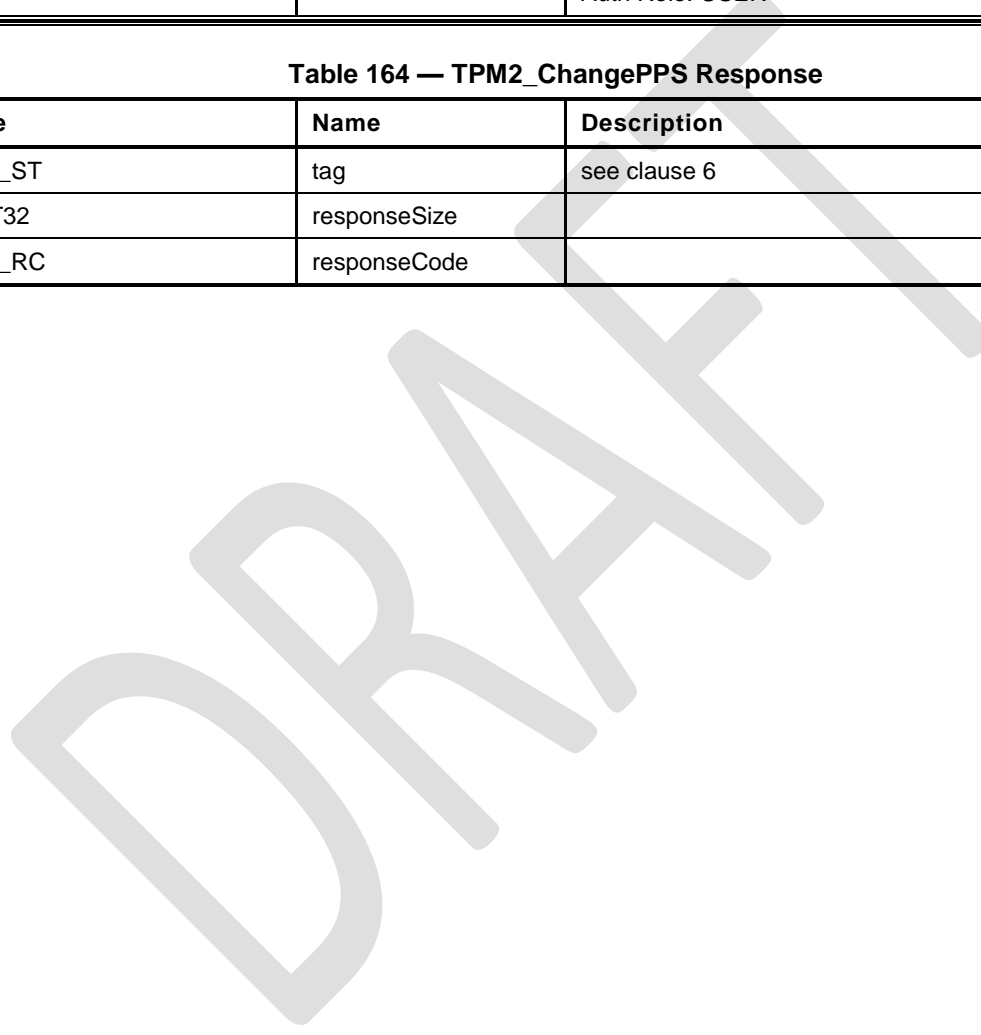 Table 164 — TPM2_ChangePPS Response
e Name Description
_ST tag see clause 6
T32 responseSize
_RC responseCode
DRAFT